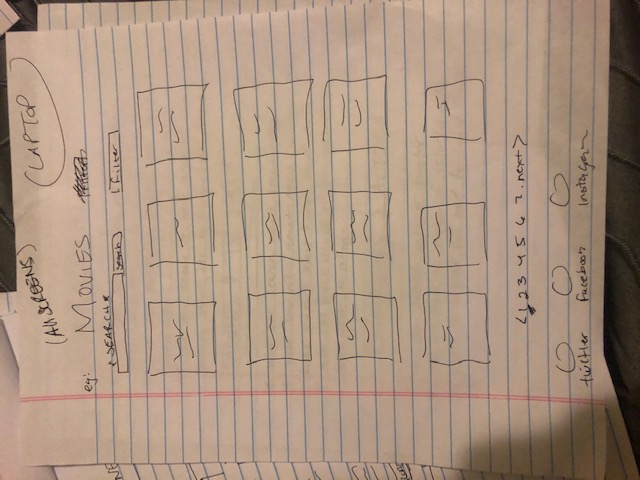 (All SCREENS)
(LAPTOP)
eg: MOVIES
*SEARCH*
Search
Filter
<1 2 3 4 5 6 7. next>
twitter Facebook Instagram